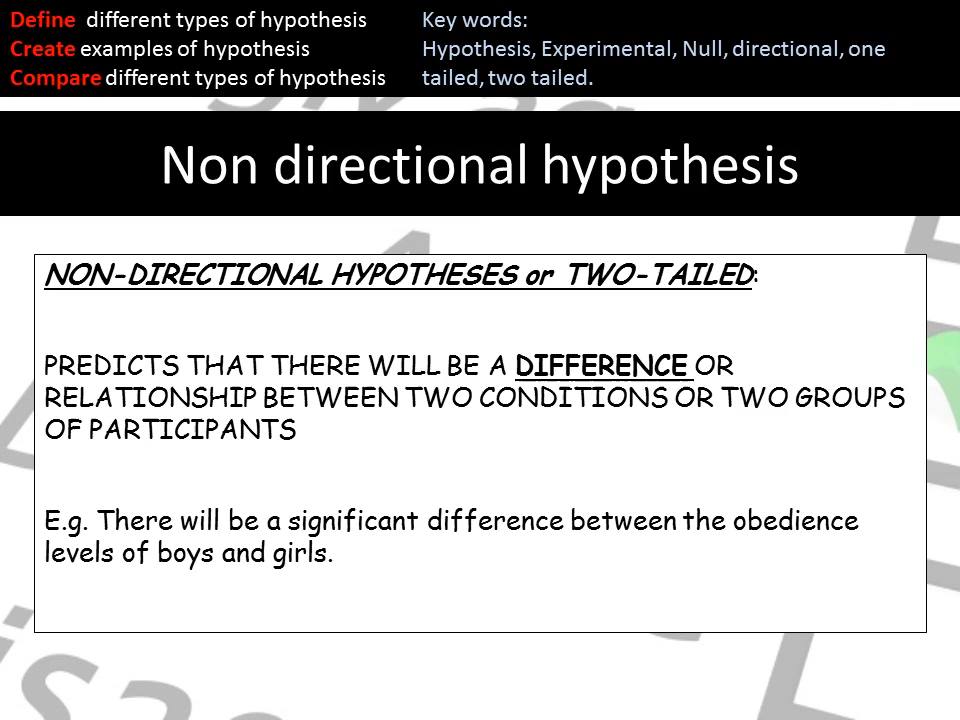 Define different types of hypothesis
Create examples of hypothesis
Compare different types of hypothesis
Key words:
Hypothesis, Experimental, Null, directional, one
tailed, two tailed.
Non directional hypothesis
NON-DIRECTIONAL HYPOTHESES or TWO-TAILED:
PREDICTS THAT THERE WILL BE A DIFFERENCE OR
RELATIONSHIP BETWEEN TWO CONDITIONS OR TWO GROUPS
OF PARTICIPANTS
E.g. There will be a significant difference between the obedience
levels of boys and girls.